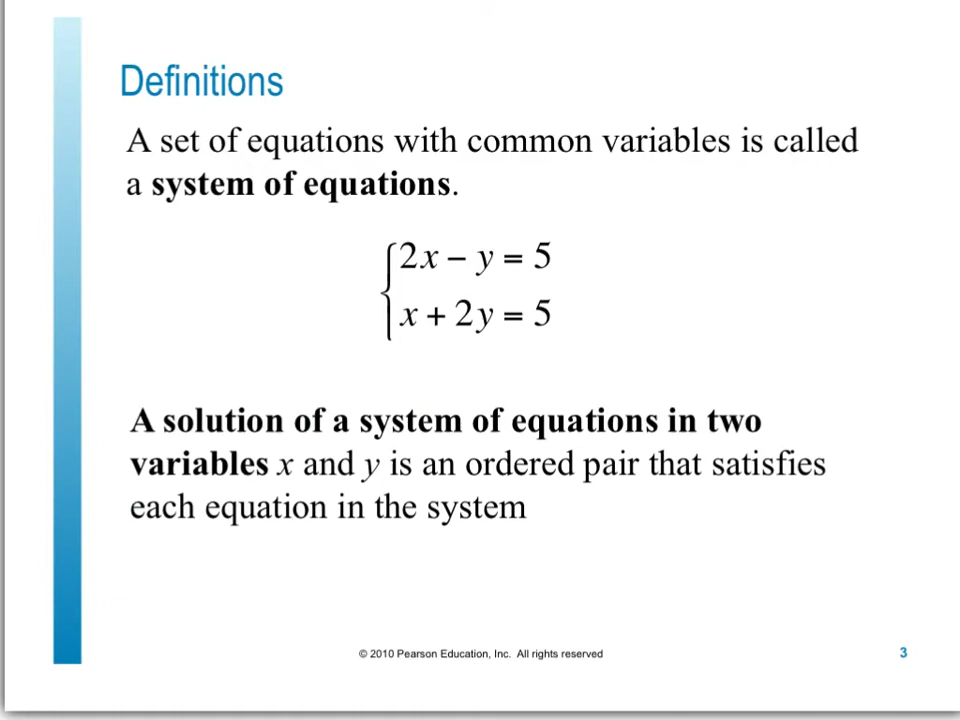 Definitions
A set of equations with common variables is called
a system of equations.
2x − y = 5
x + 2y = 5
A solution of a system of equations in two
variables x and y is an ordered pair that satisfies
each equation in the system
© 2010 Pearson Education, Inc. All rights reserved
3